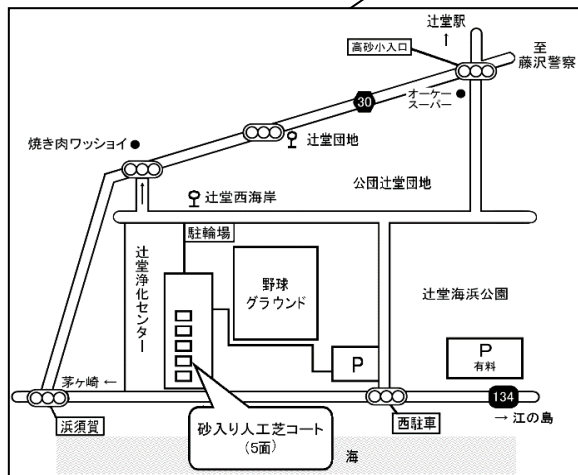 辻堂駅
↑
高砂小入口
至
藤沢警察
オーケー
スーパー
30
焼き肉ワッショイ
辻堂団地
公団辻堂団地
辻堂西海岸
駐輪場
辻堂浄化センター
野球
グラウンド
辻堂海浜公園
P
P
有料
茅ヶ崎 ←
134
→ 江の島
浜須賀
西駐車
砂入り人工芝コート
(5面)
海